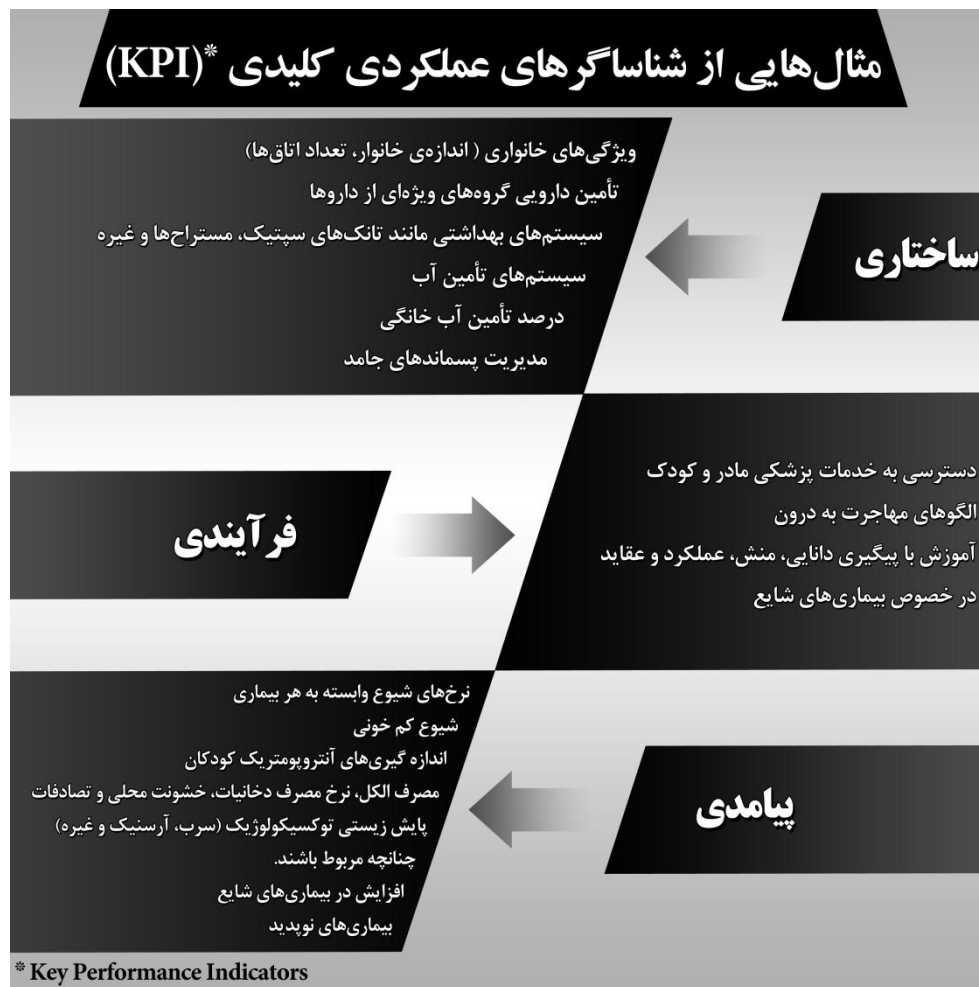 مثال‌هایی از شناساگرهای عملکردی کلیدی *(KPI)
ساختاری
ویژگی‌های خانواری ( اندازه‌ی خانوار، تعداد اتاق‌ها)
تأمین دارویی گروه‌های ویژه‌ای از داروها
سیستم‌های بهداشتی مانند تانک‌های سپتیک، مستراح‌ها و غیره
سیستم‌های تأمین آب
درصد تأمین آب خانگی
مدیریت پسماندهای جامد
فرآیندی
دسترسی به خدمات پزشکی مادر و کودک
الگوهای مهاجرت به درون
آموزش با پیگیری دانایی، منش، عملکرد و عقاید
در خصوص بیماری‌های شایع
پیامدی
نرخ‌های شیوع وابسته به هر بیماری
شیوع کم خونی
اندازه گیری‌های آنتروپومتریک کودکان
مصرف الکل، نرخ مصرف دخانیات، خشونت محلی و تصادفات
پایش زیستی توکسیکولوژیک (سرب، آرسنیک و غیره)
چنانچه مربوط باشند.
افزایش در بیماری‌های شایع
بیماری‌های نوپدید
* Key Performance Indicators